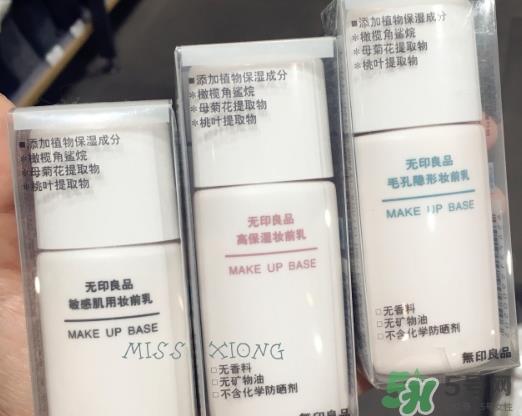 ■添加植物保湿成分
＊橄榄角鲨烷
＊母菊花提取物
＊桃叶提取物
无印良品
敏感肌用妆前乳
MAKE UP BASE
■添加植物保湿成分
＊橄榄角鲨烷
＊母菊花提取物
＊桃叶提取物
无印良品
高保湿妆前乳
MAKE UP BASE
□无香料
□无矿物油
□不含化学防晒剂
■添加植物保湿成分
＊橄榄角鲨烷
＊母菊花提取物
＊桃叶提取物
无印良品
毛孔隐形妆前乳
MAKE UP BASE
□无香料
□无矿物油
□不含化学防晒剂
無印良品
MISS XIONG
5号网